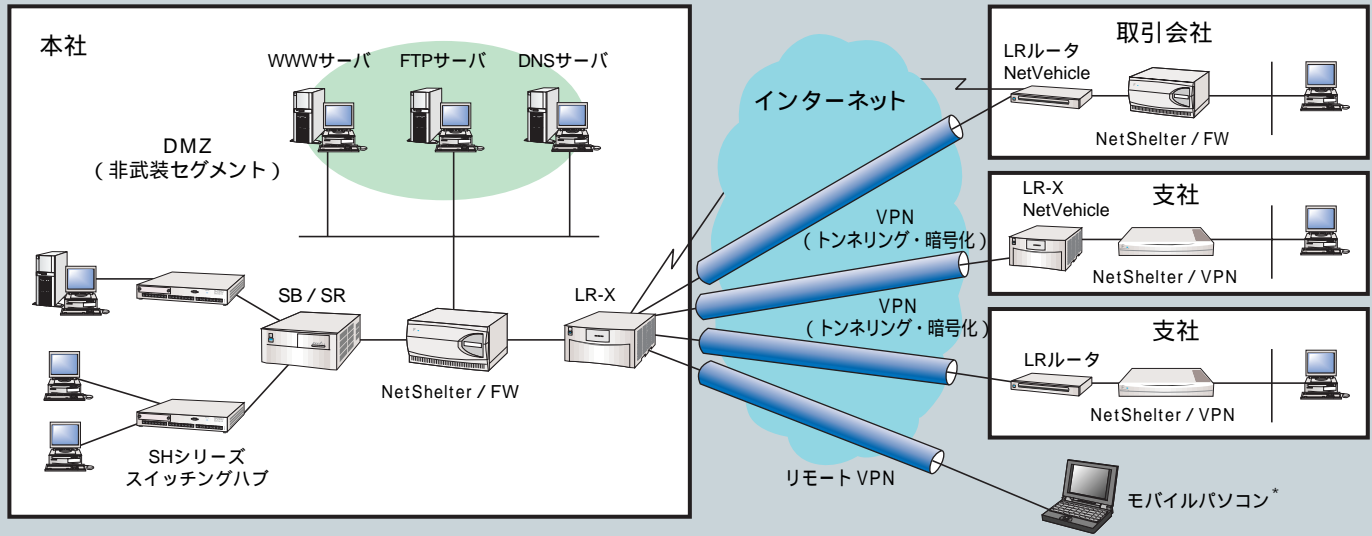 本社
WWWサーバ
FTPサーバ
DNSサーバ
DMZ
（非武装セグメント）
SB / SR
NetShelter / FW
LR-X
SHシリーズ
スイッチングハブ
インターネット
VPN
（トンネリング・暗号化）
VPN
（トンネリング・暗号化）
リモート VPN
取引会社
LRルータ
NetVehicle
NetShelter / FW
支社
LR-X
NetVehicle
NetShelter / VPN
支社
LRルータ
NetShelter / VPN
モバイルパソコン*